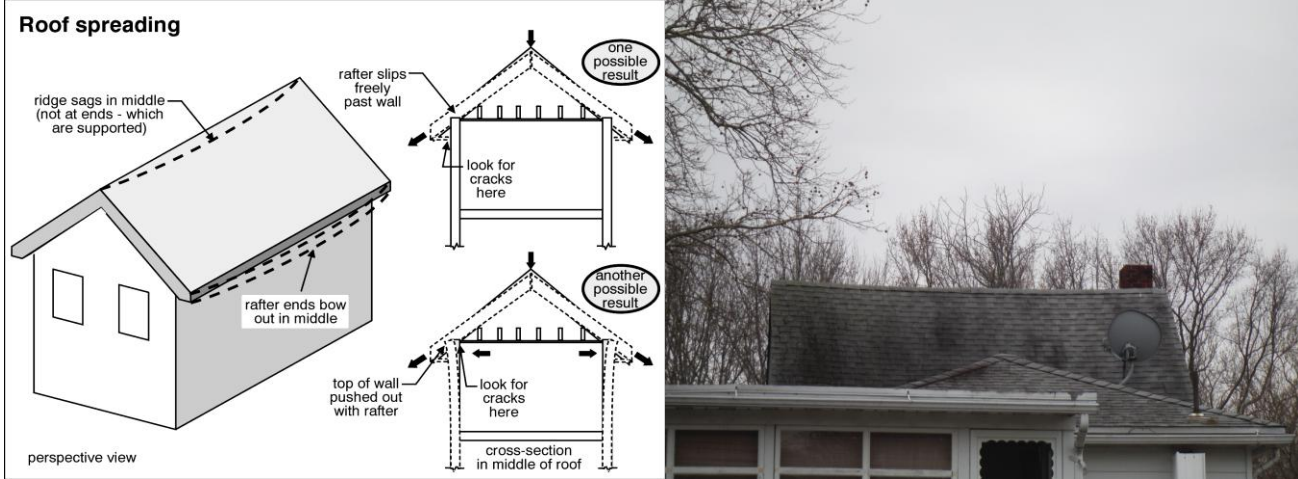 Roof spreading
ridge sags in middle
(not at ends - which
are supported)
rafter ends bow
out in middle
perspective view
one
possible
result
rafter slips
freely
past wall
look for
cracks
here
another
possible
result
top of wall
pushed out
with rafter
look for
cracks
here
cross-section
in middle of roof